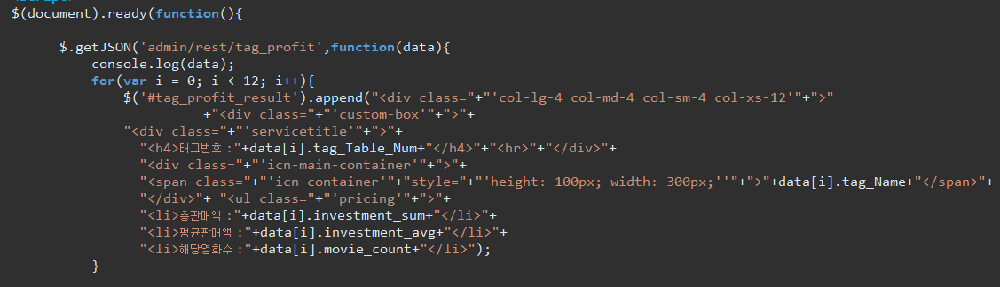 $(document).ready(function(){
$.getJSON('admin/rest/tag_profit',function(data){
console.log(data);
for(var i = 0; i < 12; i++){
$('#tag_profit_result').append("<div class="+"'col-lg-4 col-md-4 col-sm-4 col-xs-12'"+">"
+"<div class="+"'custom-box'"+">"+
"<div class="+"'servicetitle'"+">"+
"<h4>태그번호 :"+data[i].tag_Table_Num+"</h4>"+"<hr>"+"</div>"+
"<div class="+"'icn-main-container'"+">"+
"<span class="+"'icn-container'"+"style="+"'height: 100px; width: 300px;''"+">"+data[i].tag_Name+"</span>"+
"</div>"+ "<ul class="+"'pricing'"+">"+
"<li>총판매액 :"+data[i].investment_sum+"</li>"+
"<li>평균판매액 :"+data[i].investment_avg+"</li>"+
"<li>해당영화수 :"+data[i].movie_count+"</li>");
}